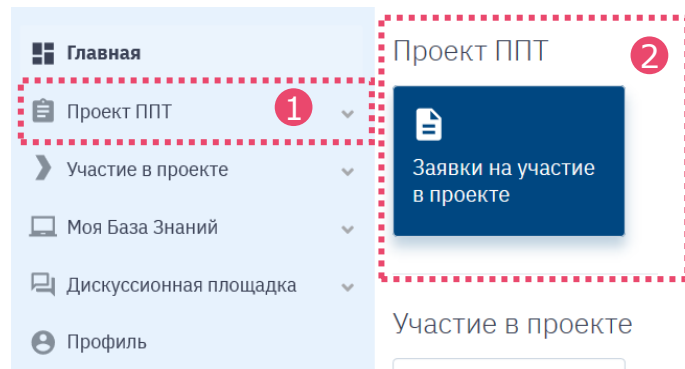 Главная
Проект ППТ
1
Участие в проекте
Моя База Знаний
Дискуссионная площадка
Профиль
Проект ППТ
2
Заявки на участие
в проекте
Участие в проекте